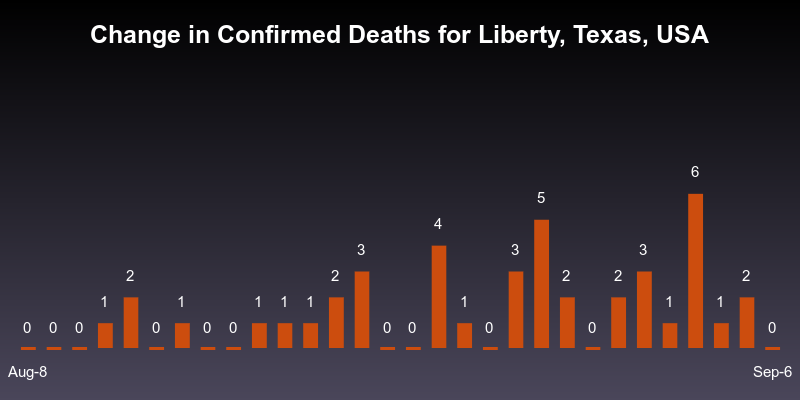 Change in Confirmed Deaths for Liberty, Texas, USA
0 0 0 1 2 0 1 0 0 1 1 1 2 3 0 0 4 1 0 3 5 2 0 2 3 1 6 1 2 0
Aug-8 Sep-6